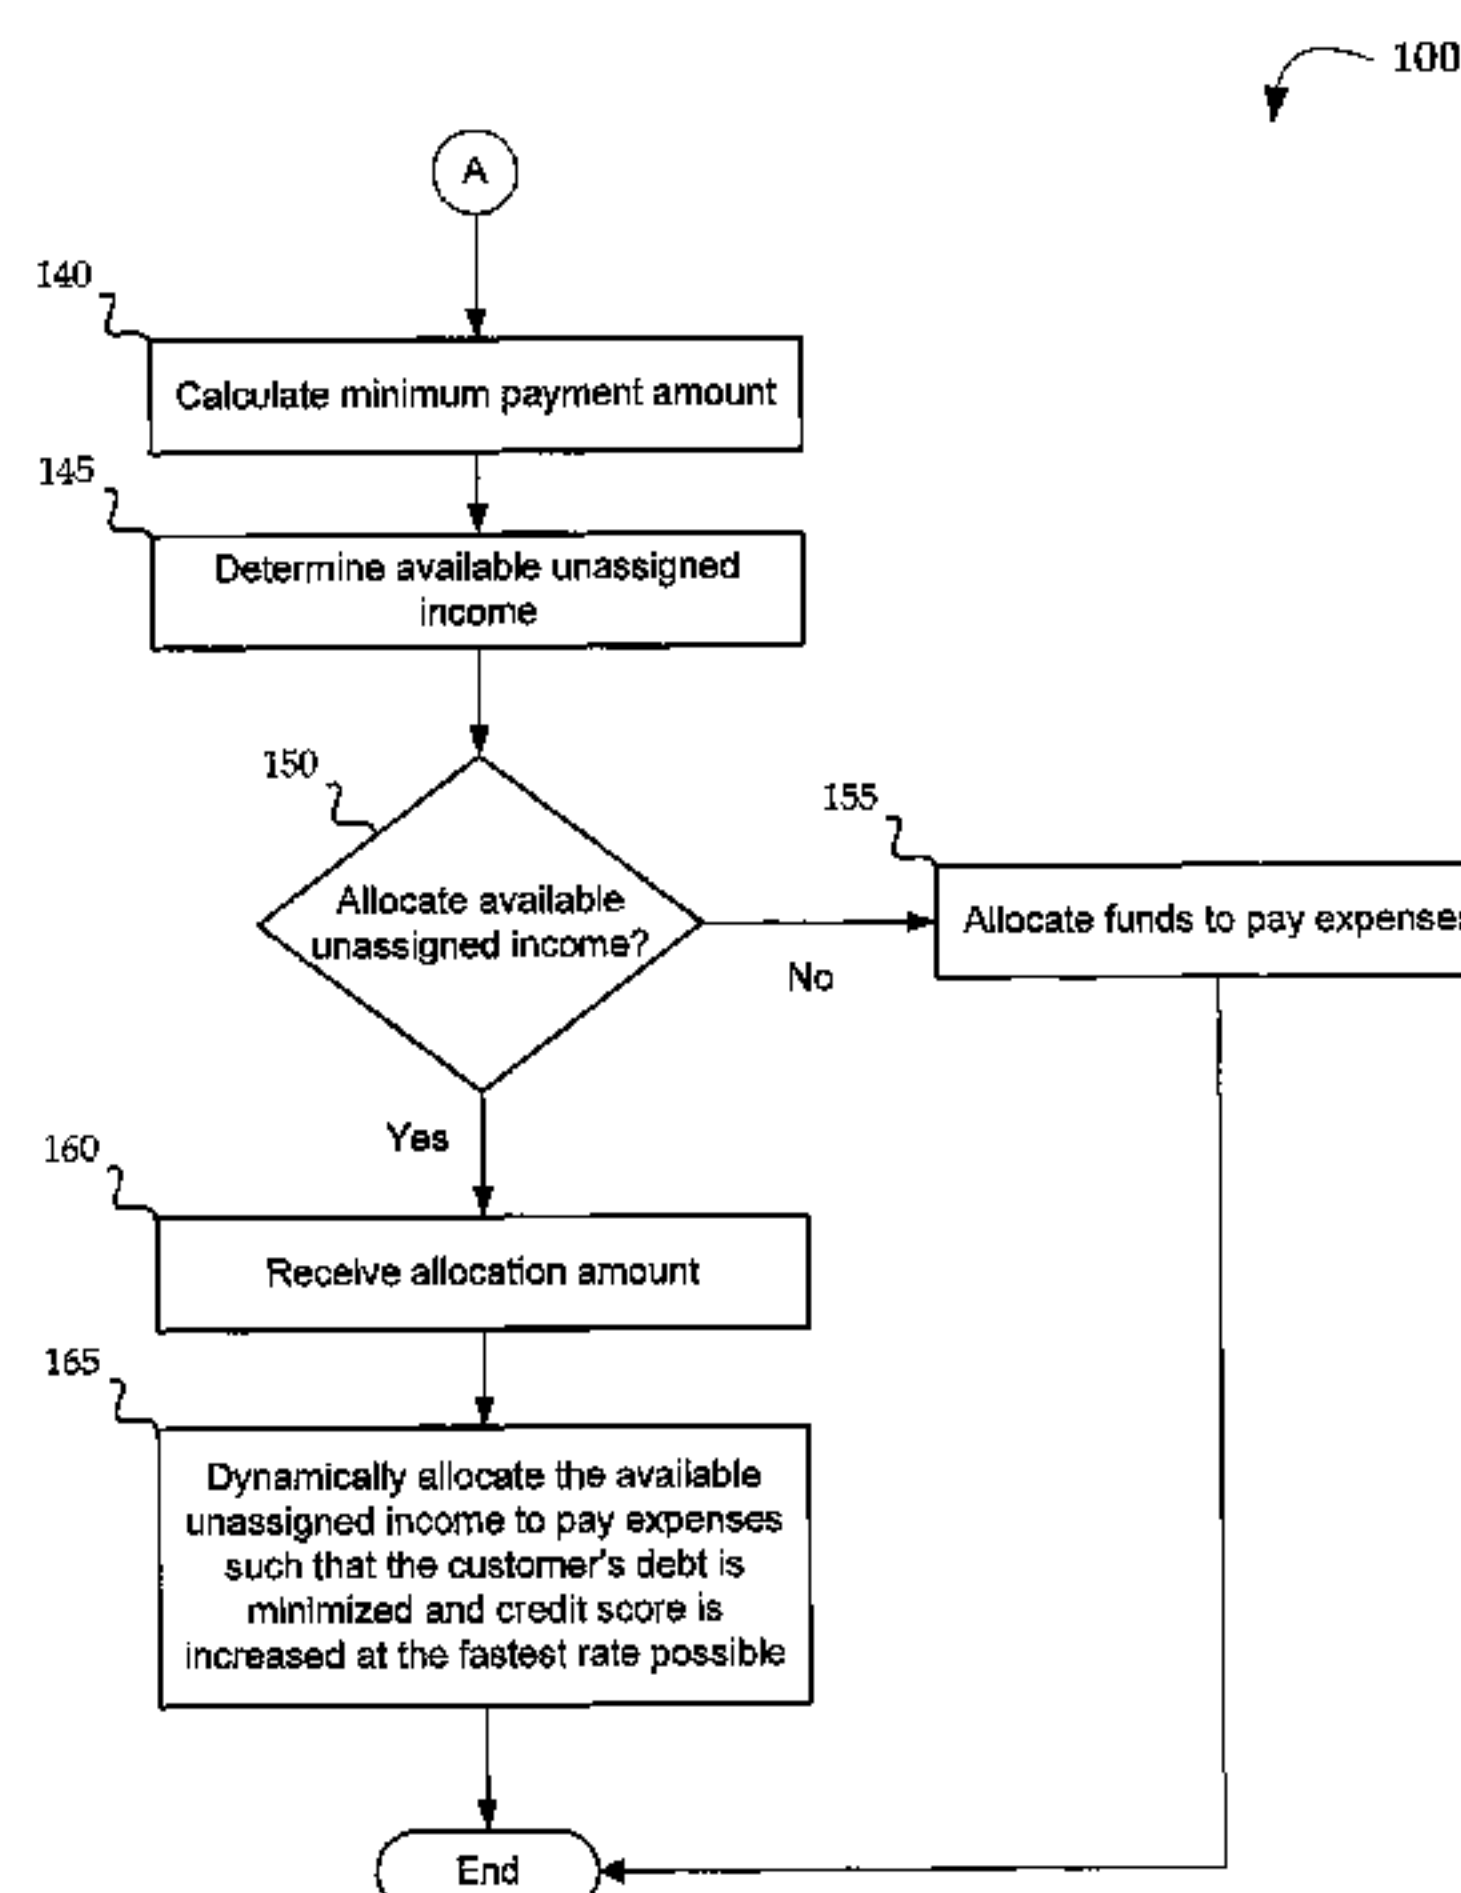 100
A
140
Calculate minimum payment amount
145
Determine available unassigned
income
150
Allocate available
unassigned income?
155
Allocate funds to pay expenses
No
Yes
160
Receive allocation amount
165
Dynamically allocate the available
unassigned income to pay expenses
such that the customer's debt is
minimized and credit score is
increased at the fastest rate possible
End